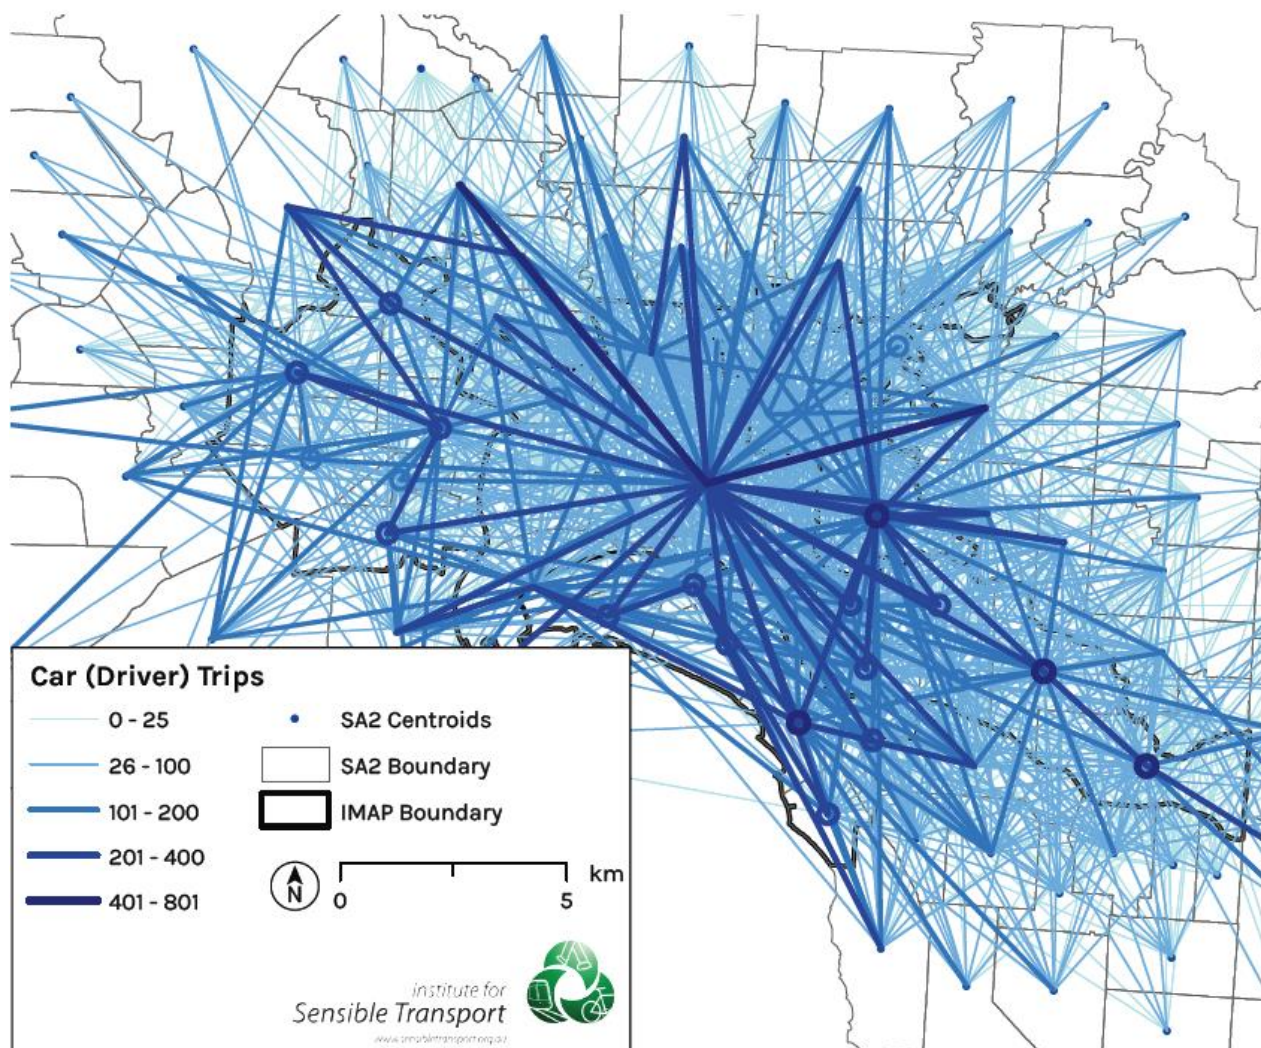 Car (Driver) Trips
0 - 25
26 - 100
101 - 200
201 - 400
401 - 801
SA2 Centroids
SA2 Boundary
IMAP Boundary
N
0
5
km
institute for
Sensible Transport